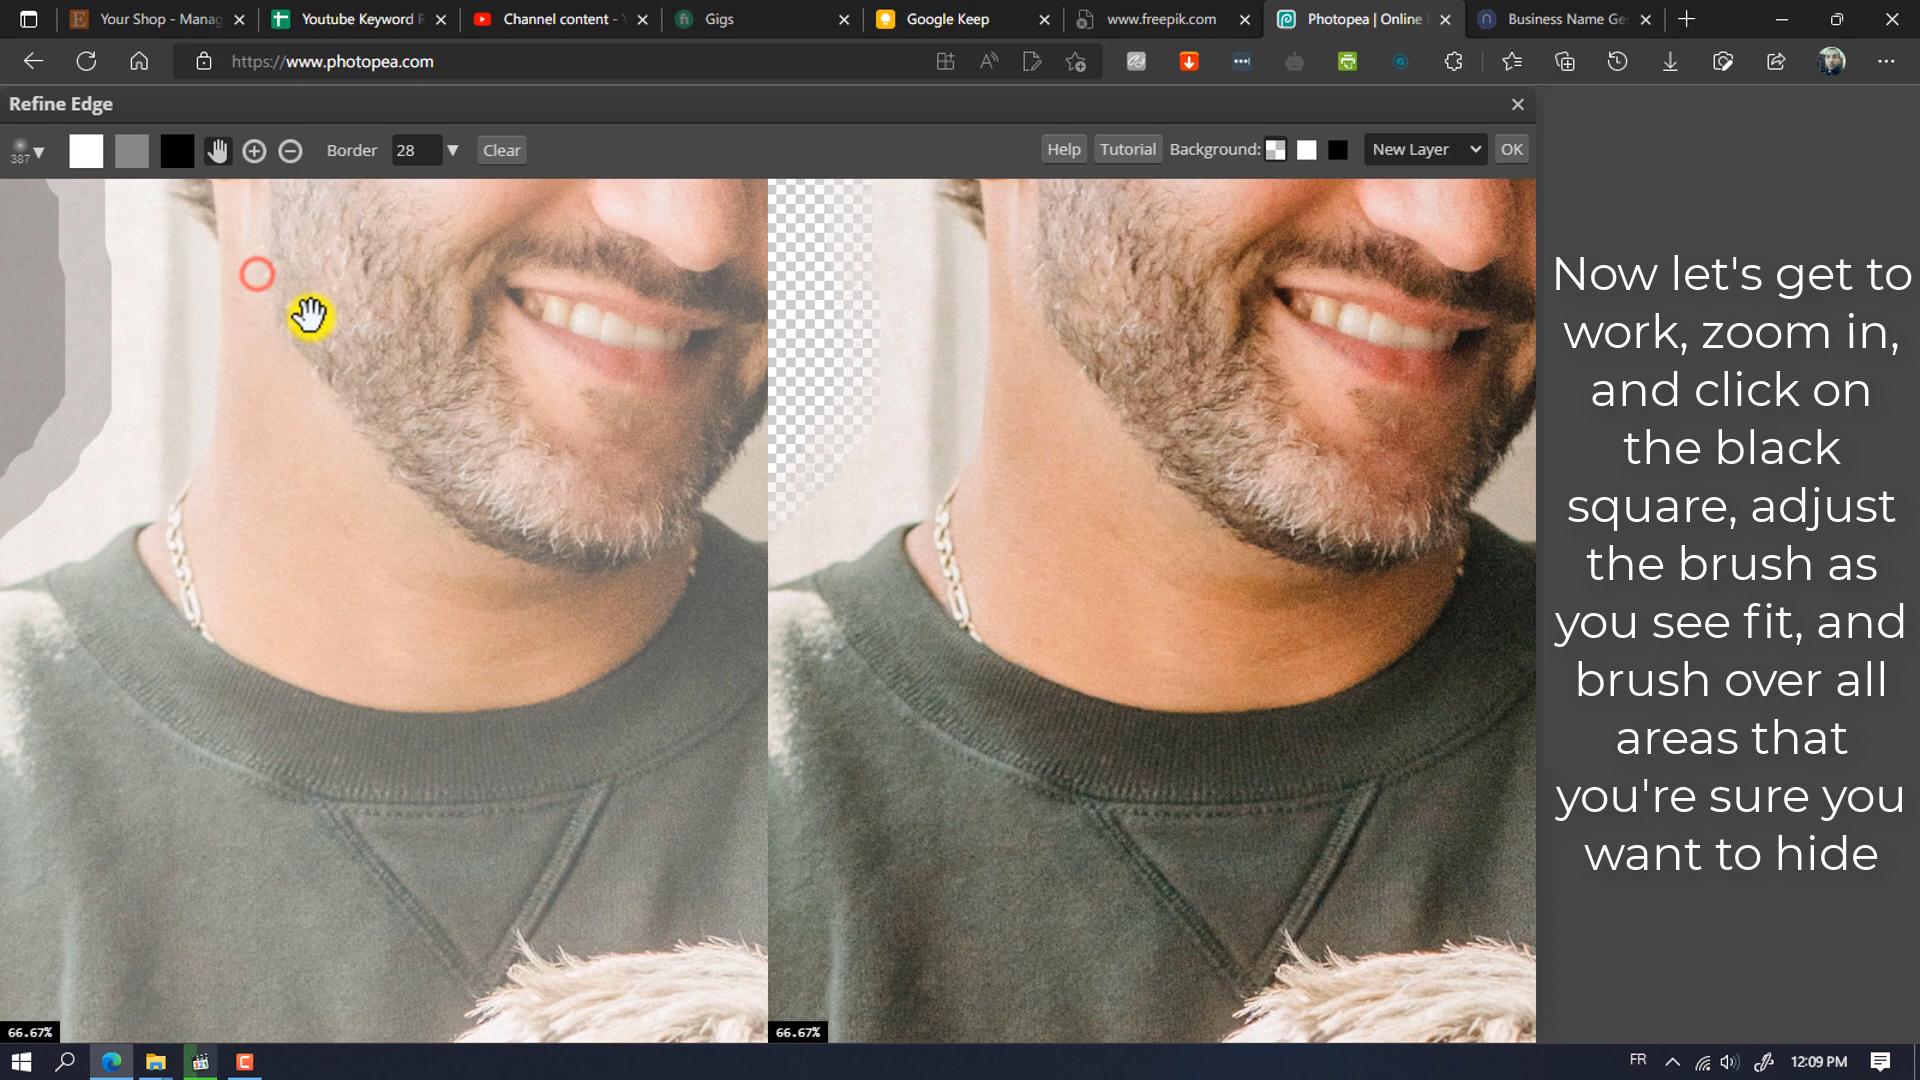 Your Shop - Manag
Youtube Keyword R
Channel content -
Gigs
Google Keep
www.freepik.com
Photopea | Online
Business Name Ge
https://www.photopea.com
Refine Edge
387
Border 28 Clear
Help Tutorial Background: New Layer OK
Now let's get to
work, zoom in,
and click on
the black
square, adjust
the brush as
you see fit, and
brush over all
areas that
you're sure you
want to hide
66.67%
66.67%
FR
12:09 PM